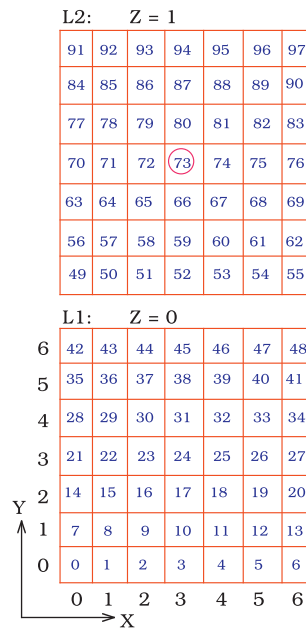 L2: Z = 1
91 92 93 94 95 96 97
84 85 86 87 88 89 90
77 78 79 80 81 82 83
70 71 72 73 74 75 76
63 64 65 66 67 68 69
56 57 58 59 60 61 62
49 50 51 52 53 54 55
L1: Z = 0
6 42 43 44 45 46 47 48
5 35 36 37 38 39 40 41
4 28 29 30 31 32 33 34
3 21 22 23 24 25 26 27
2 14 15 16 17 18 19 20
Y
1 7 8 9 10 11 12 13
0 0 1 2 3 4 5 6
0 1 2 3 4 5 6
X